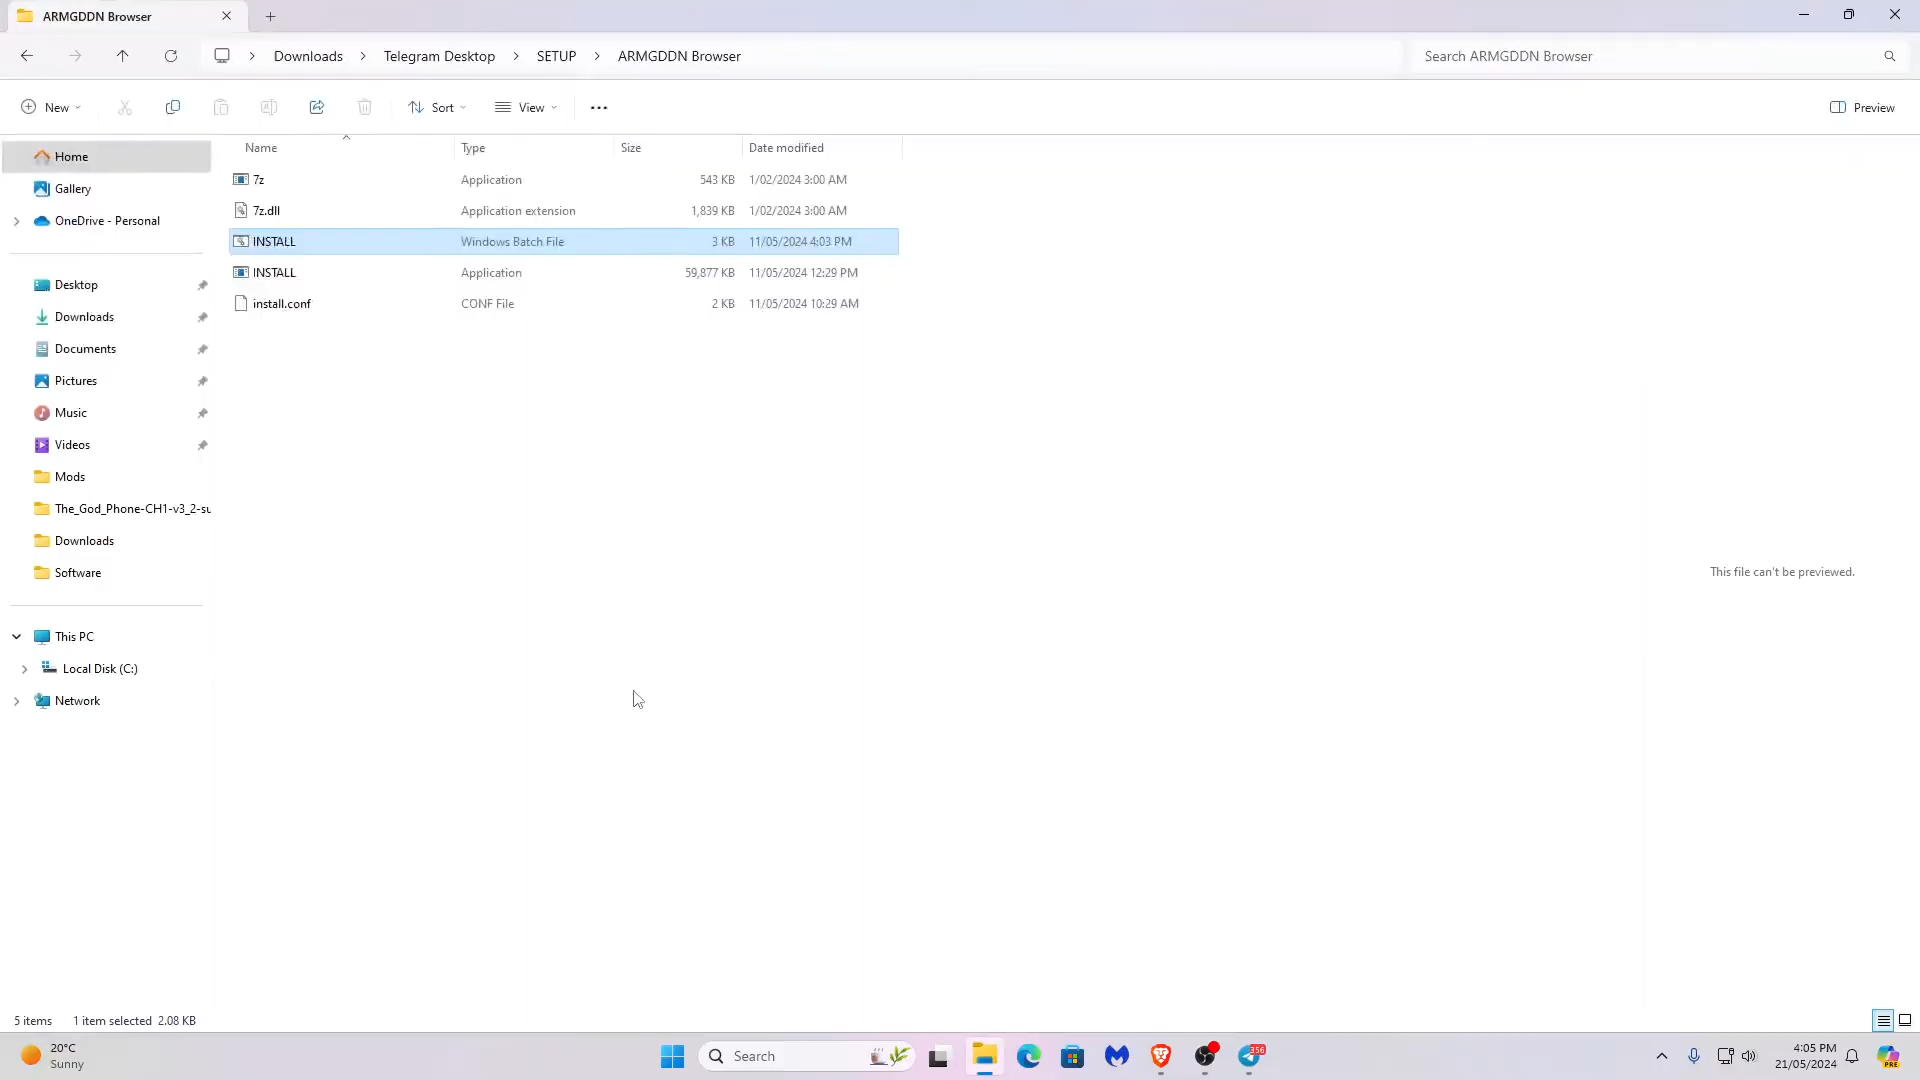 ARMGDDN Browser
Downloads > Telegram Desktop > SETUP > ARMGDDN Browser
Search ARMGDDN Browser
New
Sort
View
Preview
Name Type Size Date modified
7z Application 543 KB 1/02/2024 3:00 AM
7z.dll Application extension 1,839 KB 1/02/2024 3:00 AM
INSTALL Windows Batch File 3 KB 11/05/2024 4:03 PM
INSTALL Application 59,877 KB 11/05/2024 12:29 PM
install.conf CONF File 2 KB 11/05/2024 10:29 AM
Home
Gallery
OneDrive - Personal
Desktop
Downloads
Documents
Pictures
Music
Videos
Mods
The_God_Phone-CH1-v3_2-su
Downloads
Software
This PC
Local Disk (C:)
Network
This file can't be previewed.
5 items 1 item selected 2.08 KB
20°C
Sunny
Search
356
4:05 PM
21/05/2024
PRE